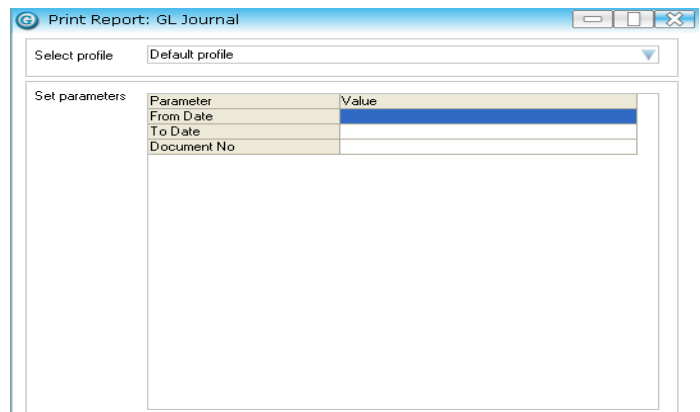 G Print Report: GL Journal
Select profile Default profile
Set parameters
Parameter Value
From Date
To Date
Document No